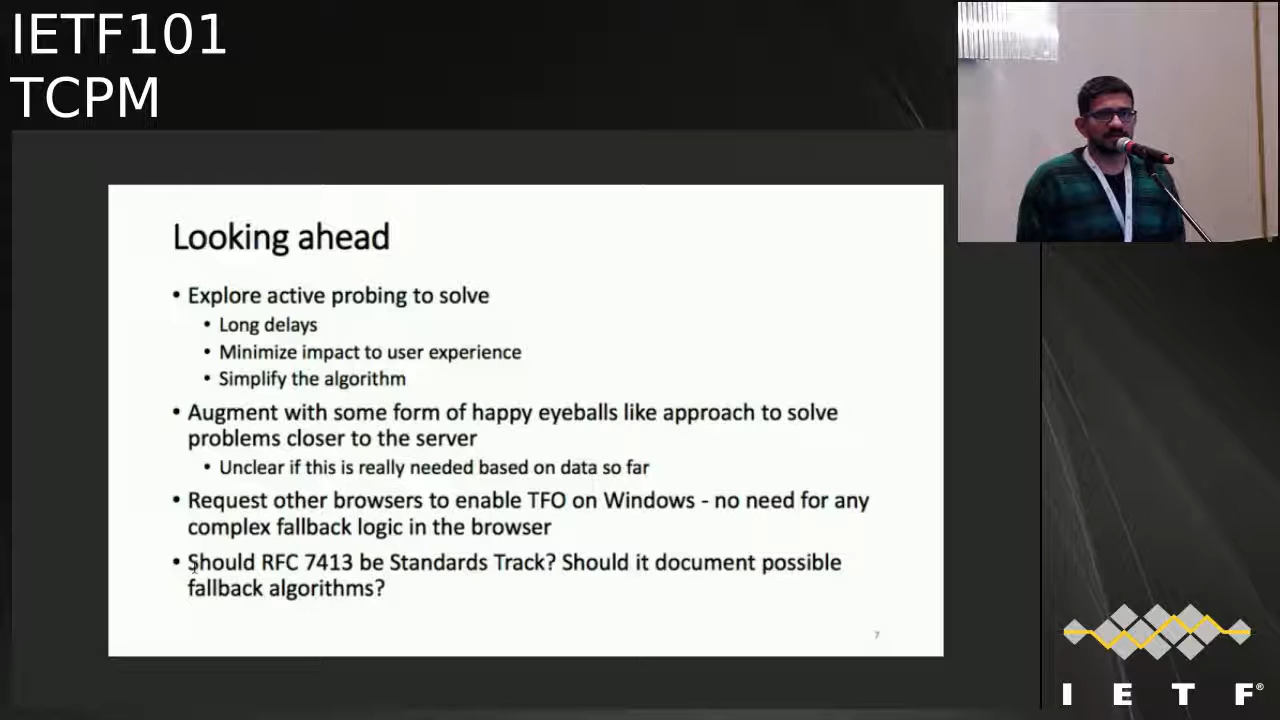 IETF101
TCPM
Looking ahead
• Explore active probing to solve
• Long delays
• Minimize impact to user experience
• Simplify the algorithm
• Augment with some form of happy eyeballs like approach to solve
problems closer to the server
• Unclear if this is really needed based on data so far
• Request other browsers to enable TFO on Windows - no need for any
complex fallback logic in the browser
• Should RFC 7413 be Standards Track? Should it document possible
fallback algorithms?
7
I E T F®